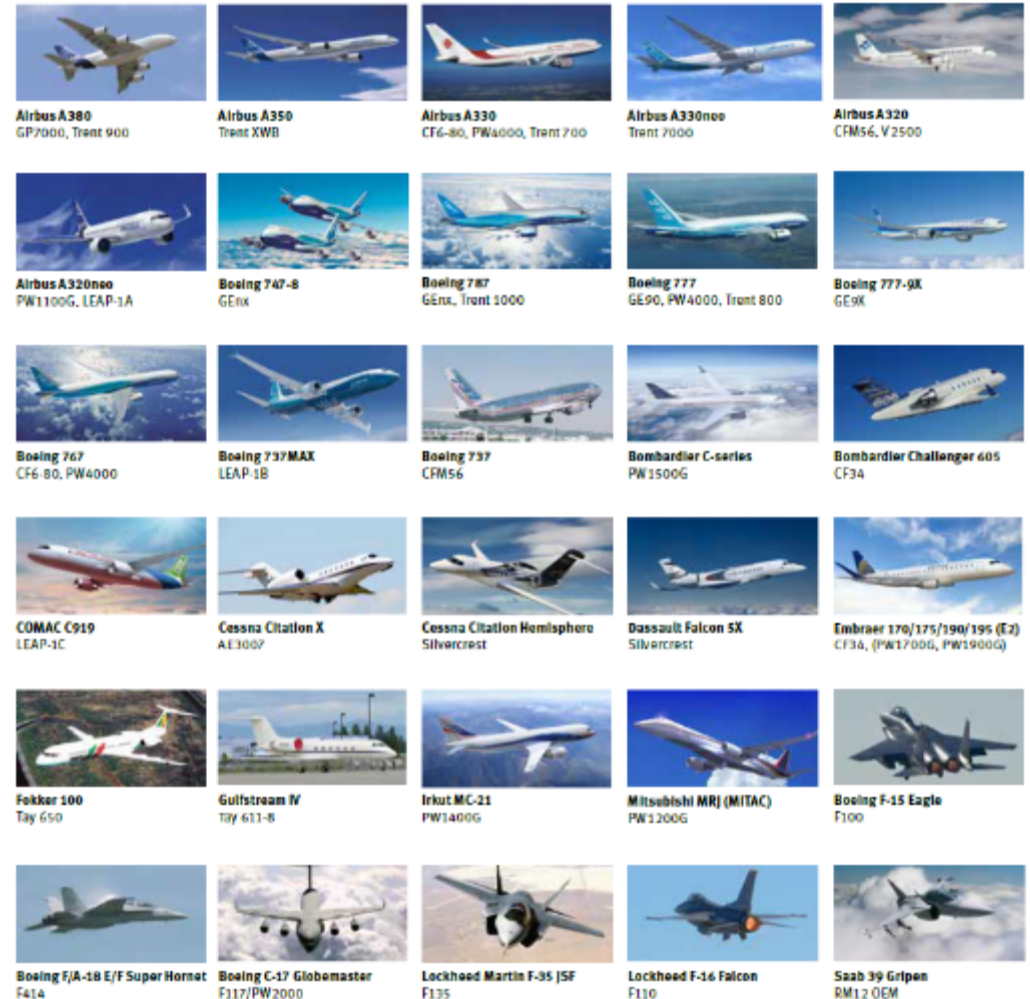 Airbus A380
GP7000, Trent 900
Airbus A350
Trent XWB
Airbus A330
CF6-80, PW4000, Trent 700
Airbus A330neo
Trent 7000
Airbus A320
CFM56, V2500
Airbus A320neo
PW1100G, LEAP-1A
Boeing 747-8
GEnx
Boeing 787
GEnx, Trent 1000
Boeing 777
GE90, PW4000, Trent 800
Boeing 777-9X
GE9X
Boeing 767
CF6-80, PW4000
Boeing 737MAX
LEAP-1B
Boeing 737
CFM56
Bombardier C-series
PW1500G
Bombardier Challenger 605
CF34
COMAC C919
LEAP-1C
Cessna Citation X
AE3007
Cessna Citation Hemisphere
Silvercrest
Dassault Falcon 5X
Silvercrest
Embraer 170/175/190/195 (E2)
CF34, (PW1700G, PW1900G)
Fokker 100
Tay 650
Gulfstream IV
Tay 611-8
Irkut MC-21
PW1400G
Mitsubishi MRJ (MITAC)
PW1200G
Boeing F-15 Eagle
F100
Boeing F/A-18 E/F Super Hornet
F414
Boeing C-17 Globemaster
F117/PW2000
Lockheed Martin F-35 JSF
F135
Lockheed F-16 Falcon
F110
Saab 39 Gripen
RM12 OEM